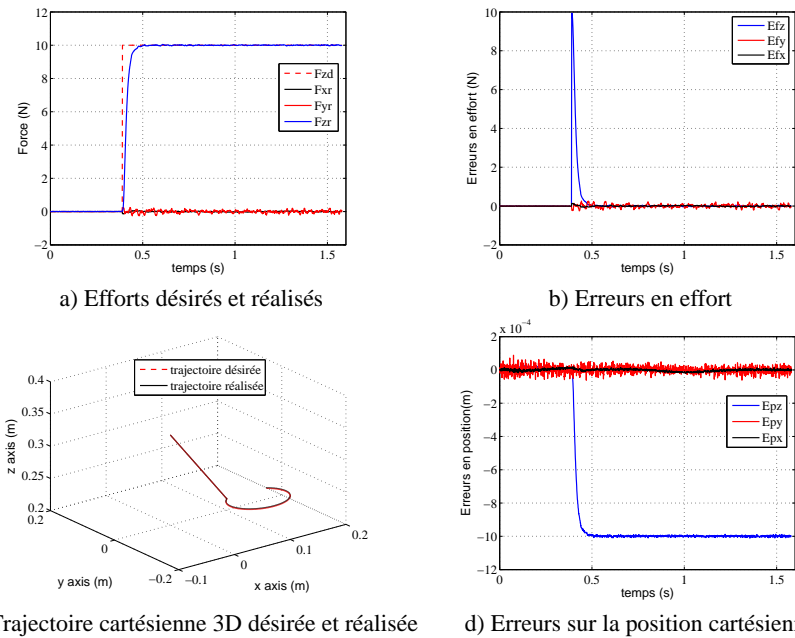 12
10
8
6
4
2
0
−2
Force (N)
0
0.5
1
1.5
temps (s)
Fzd
Fxr
Fyr
Fzr
a) Efforts désirés et réalisés
10
8
6
4
2
0
−2
Erreurs en effort (N)
0
0.5
1
1.5
temps (s)
Efz
Efy
Efx
b) Erreurs en effort
0.4
0.35
0.3
0.25
0.2
z axis (m)
0.2
0
−0.2
y axis (m)
−0.1
0
0.1
0.2
x axis (m)
trajectoire désirée
trajectoire réalisée
Trajectoire cartésienne 3D désirée et réalisée
x 10⁻⁴
2
0
−2
−4
−6
−8
−10
−12
Erreurs en position(m)
0
0.5
1
1.5
temps (s)
Epz
Epy
Epx
d) Erreurs sur la position cartésien